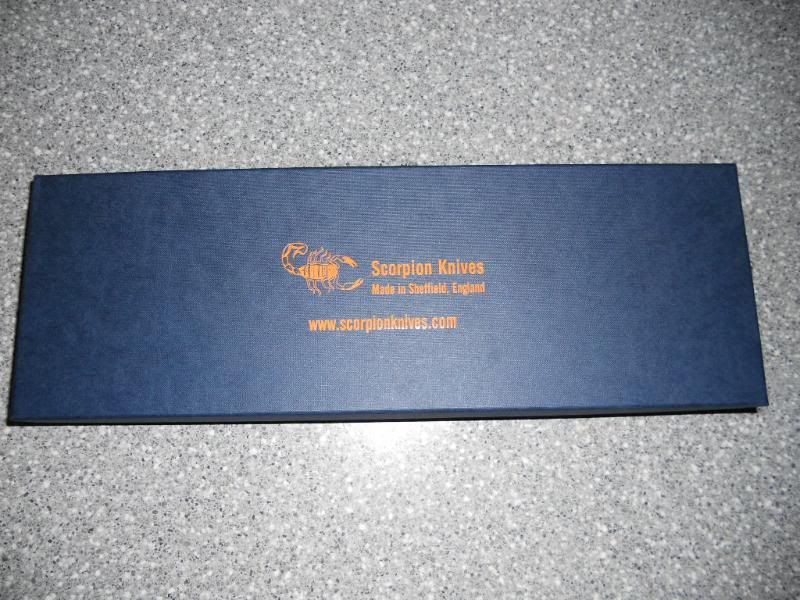 Scorpion Knives
Made in Sheffield, England
www.scorpionknives.com